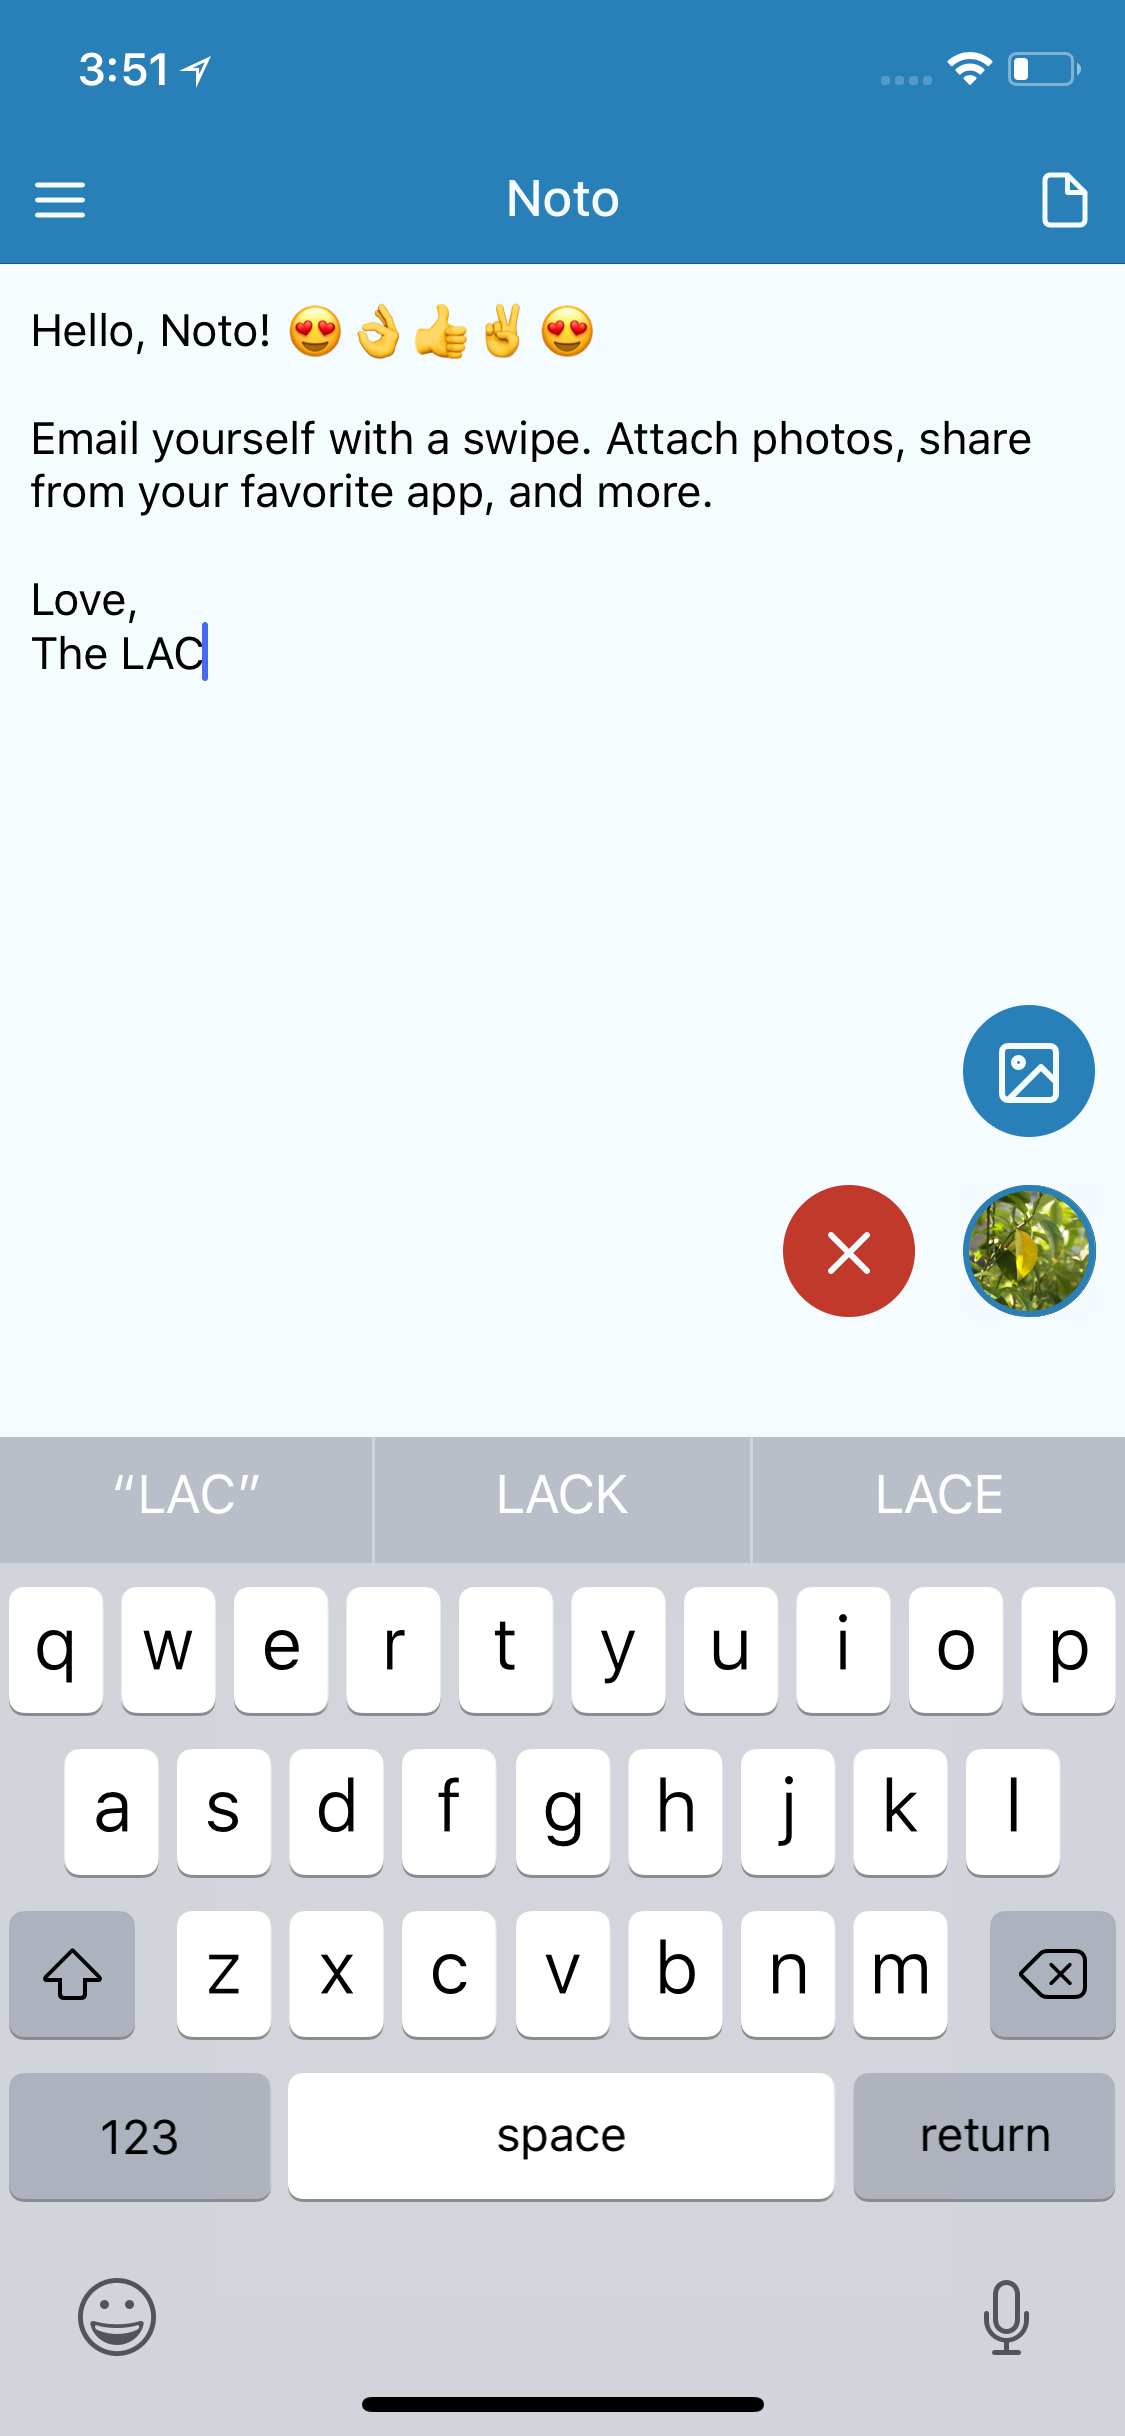 3:51
Noto
Hello, Noto! 😍👌👍✌️😍
Email yourself with a swipe. Attach photos, share
from your favorite app, and more.
Love,
The LAC
“LAC” LACK LACE
q w e r t y u i o p
a s d f g h j k l
z x c v b n m
123 space return